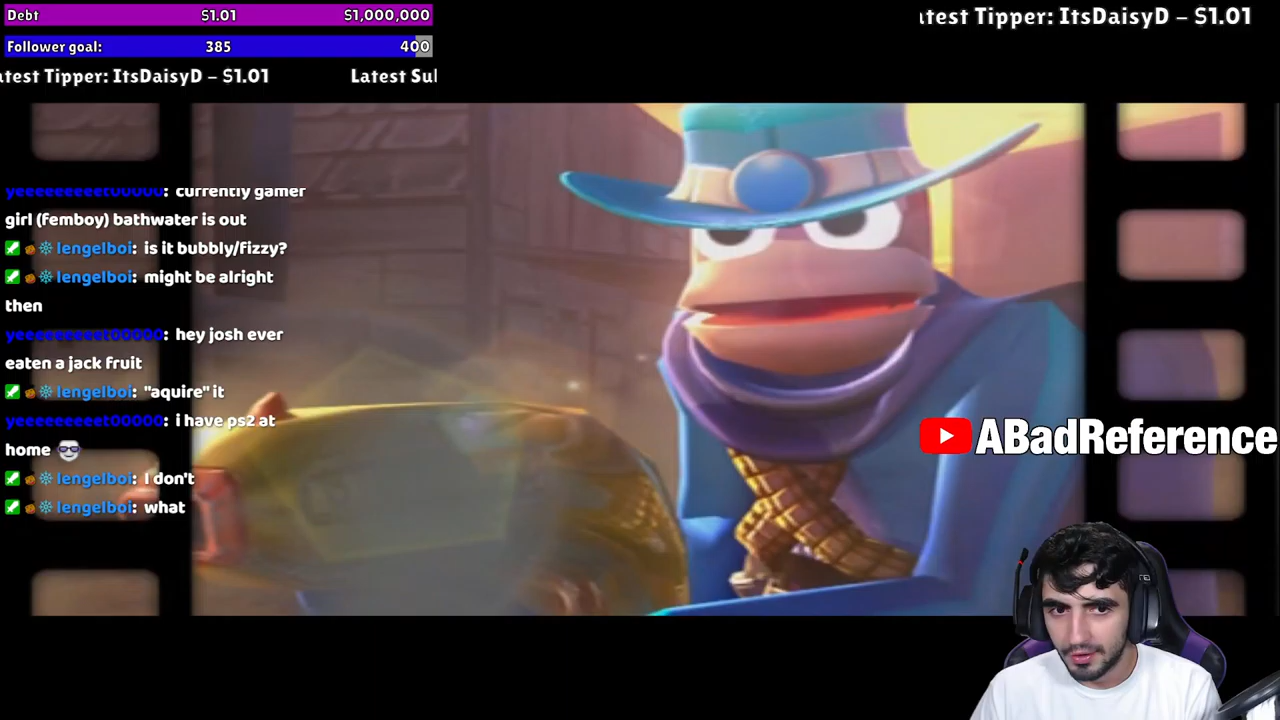 Debt $1.01 $1,000,000
Follower goal: 385 400
atest Tipper: ItsDaisyD – $1.01 Latest Sul
atest Tipper: ItsDaisyD – $1.01
yeeeeeeeeet00000: currently gamer
girl (femboy) bathwater is out
lengelboi: is it bubbly/fizzy?
lengelboi: might be alright
then
yeeeeeeeeet00000: hey josh ever
eaten a jack fruit
lengelboi: "aquire" it
yeeeeeeeeet00000: i have ps2 at
home
lengelboi: I don't
lengelboi: what
ABadReference